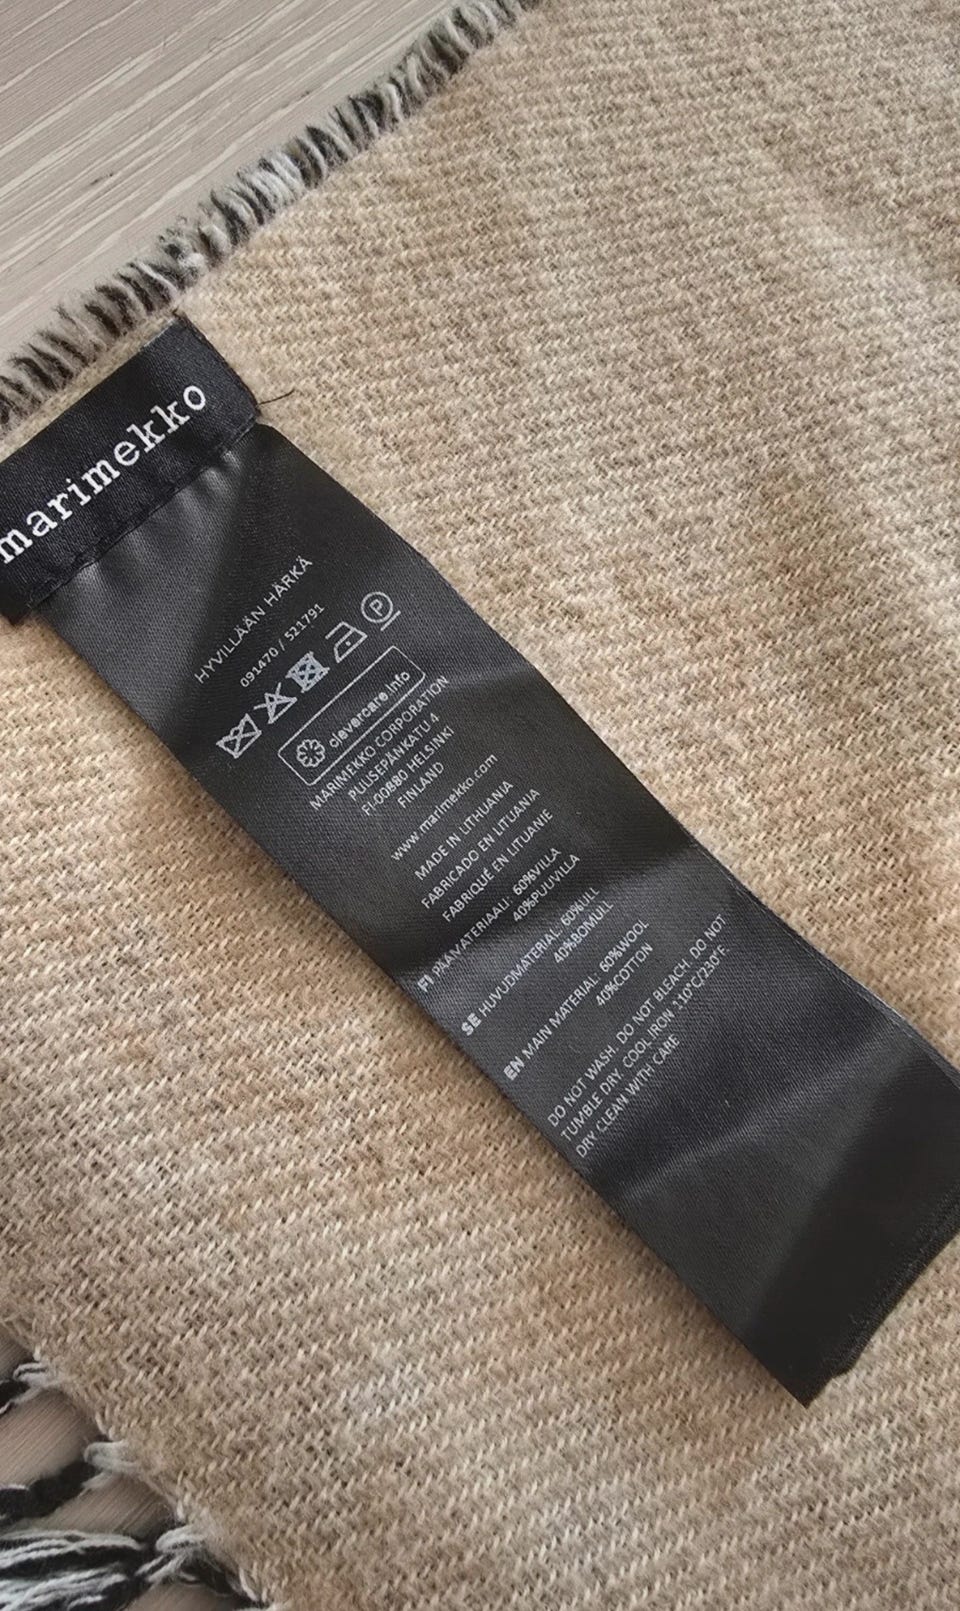 marimekko
HYVILLÄÄN HÄRKÄ
091470 / 521791
P
clevercare.info
MARIMEKKO CORPORATION
PUUSEPÄNKATU 4
FI-00880 HELSINKI
FINLAND
www.marimekko.com
MADE IN LITHUANIA
FABRICADO EN LITUANIA
FABRIQUÉ EN LITUANIE
FI PÄÄMATERIAALI: 60%VILLA
40%PUUVILLA
SE HUVUDMATERIAL: 60%ULL
40%BOMULL
EN MAIN MATERIAL: 60%WOOL
40%COTTON
DO NOT WASH. DO NOT BLEACH. DO NOT
TUMBLE DRY. COOL IRON 110°C/230°F.
DRY CLEAN WITH CARE